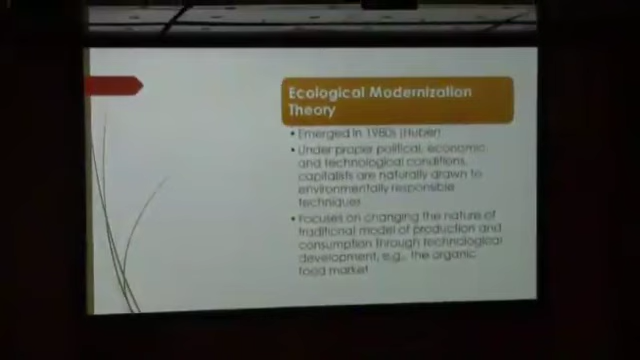 Ecological Modernization
Theory
• Emerged in 1980s (Huber)
• Under proper political, economic
and technological conditions,
capitalists are naturally drawn to
environmentally responsible
techniques
• Focuses on changing the nature of
traditional model of production and
consumption through technological
development, e.g., the organic
food market